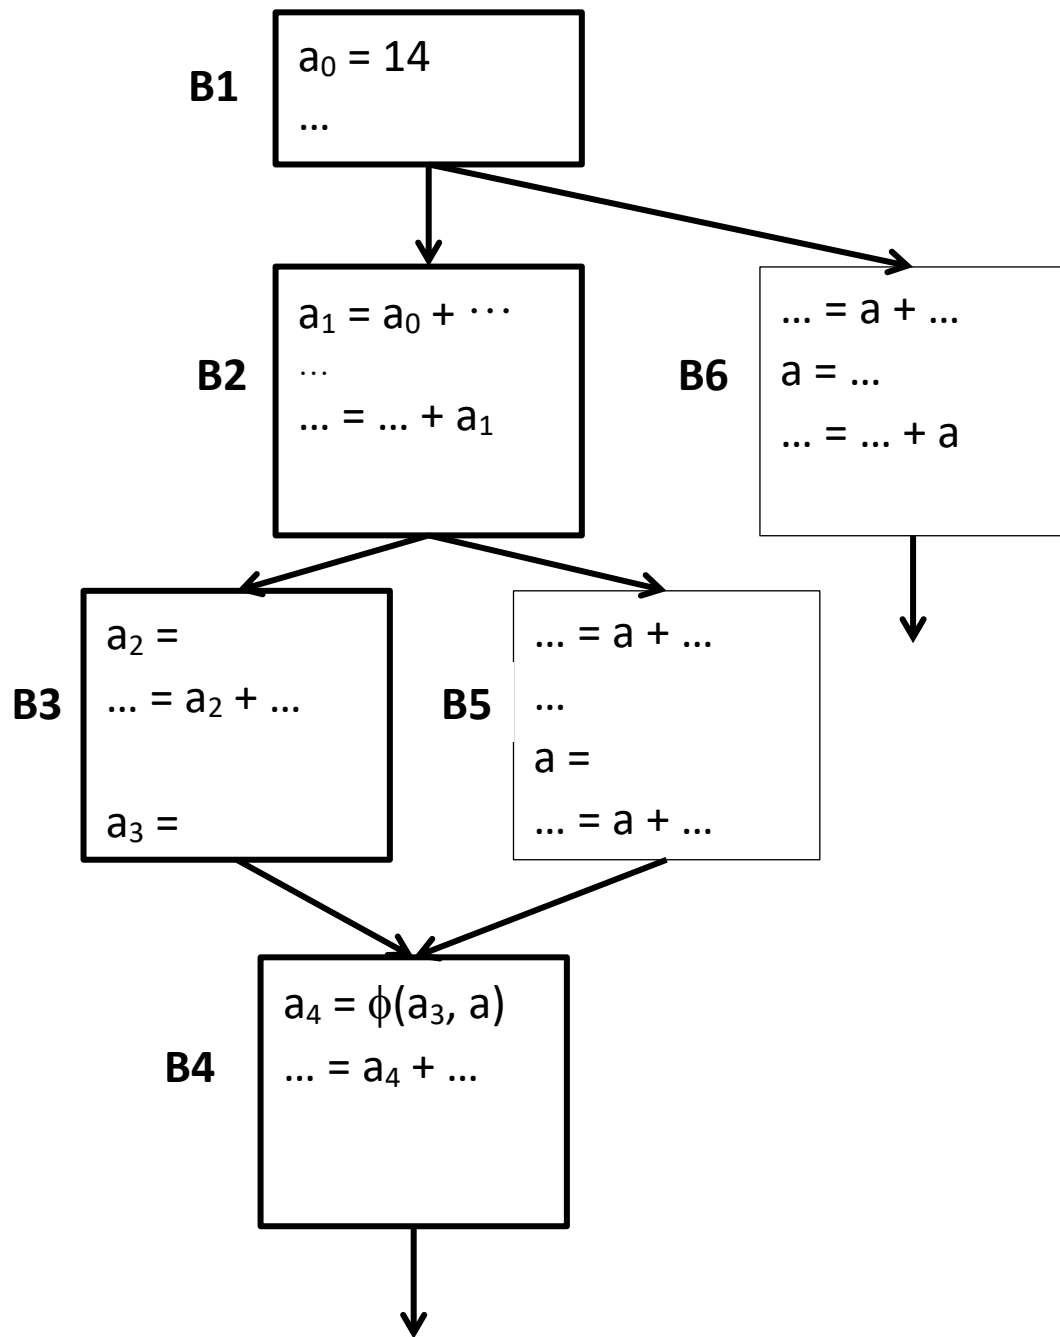 B1
a₀ = 14
...
B2
a₁ = a₀ + ⋯
...
... = ... + a₁
B6
... = a + ...
a = ...
... = ... + a
B3
a₂ =
... = a₂ + ...
a₃ =
B5
... = a + ...
...
a =
... = a + ...
B4
a₄ = ϕ(a₃, a)
... = a₄ + ...